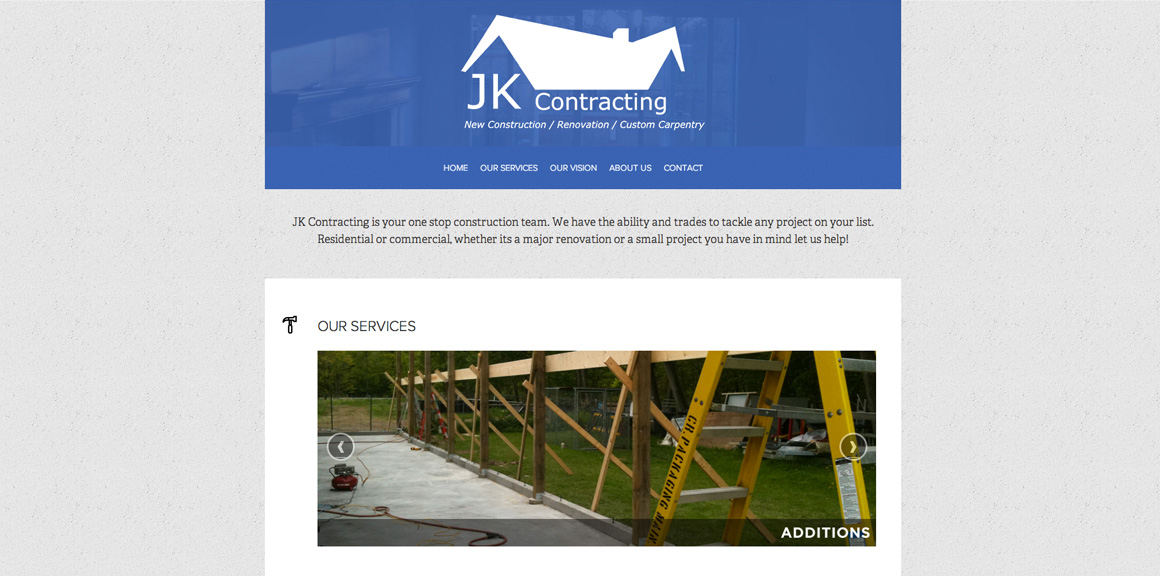 JK Contracting
New Construction / Renovation / Custom Carpentry
HOME OUR SERVICES OUR VISION ABOUT US CONTACT
JK Contracting is your one stop construction team. We have the ability and trades to tackle any project on your list.
Residential or commercial, whether its a major renovation or a small project you have in mind let us help!
OUR SERVICES
CR PACKAGING MAIN
ADDITIONS